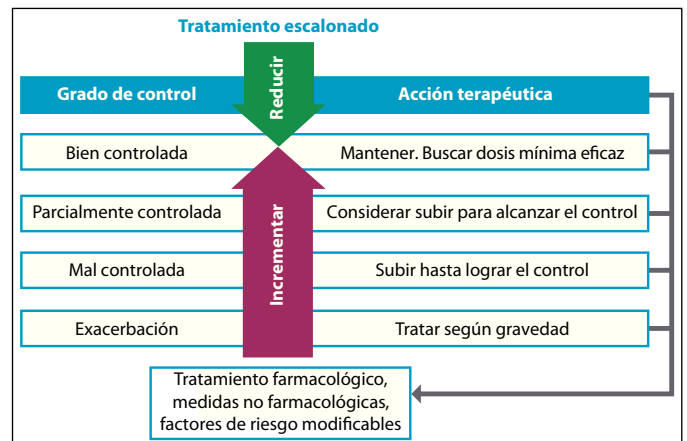 Tratamiento escalonado
Reducir
Grado de control
Acción terapéutica
Bien controlada
Mantener. Buscar dosis mínima eficaz
Parcialmente controlada
Considerar subir para alcanzar el control
Incrementar
Mal controlada
Subir hasta lograr el control
Exacerbación
Tratar según gravedad
Tratamiento farmacológico,
medidas no farmacológicas,
factores de riesgo modificables